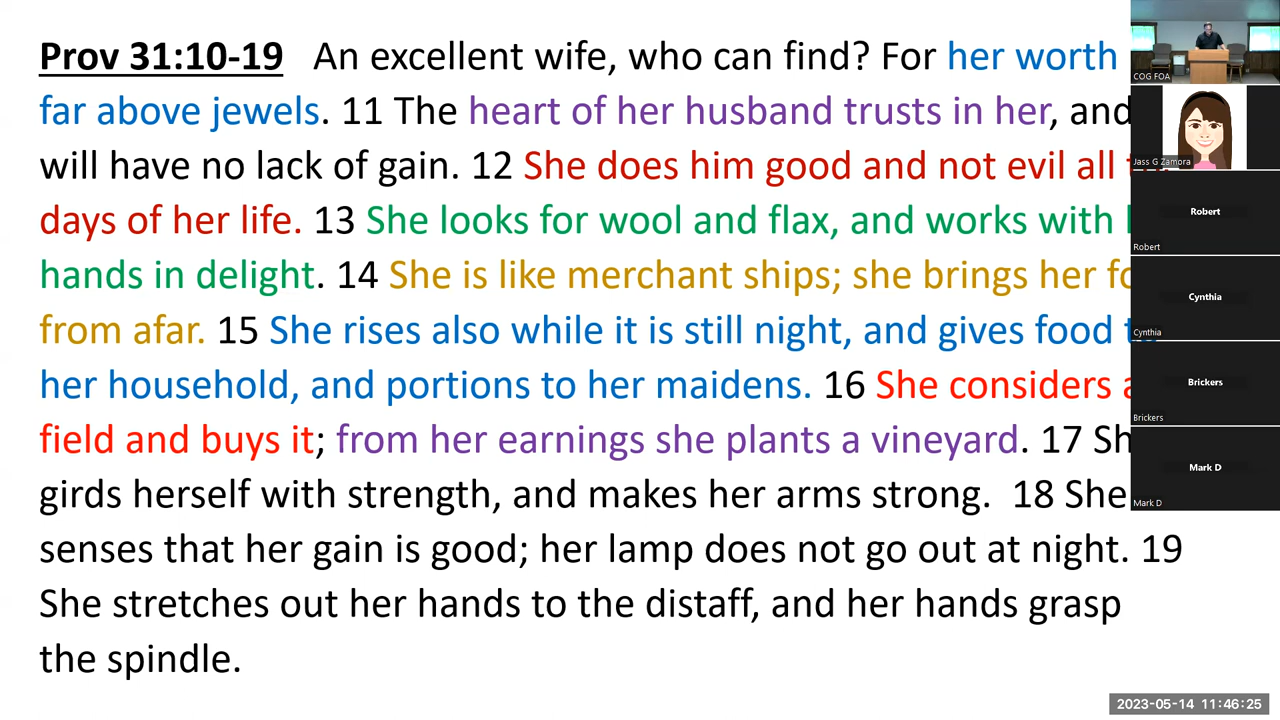 Prov 31:10-19 An excellent wife, who can find? For her worth
far above jewels. 11 The heart of her husband trusts in her, and
will have no lack of gain. 12 She does him good and not evil all
days of her life. 13 She looks for wool and flax, and works with
hands in delight. 14 She is like merchant ships; she brings her
from afar. 15 She rises also while it is still night, and gives food
her household, and portions to her maidens. 16 She considers
field and buys it; from her earnings she plants a vineyard. 17
girds herself with strength, and makes her arms strong. 18 She
senses that her gain is good; her lamp does not go out at night. 19
She stretches out her hands to the distaff, and her hands grasp
the spindle.
COG FOA
Jass G Zamora
Robert
Robert
Cynthia
Cynthia
Brickers
Brickers
Mark D
Mark D
2023-05-14 11:46:25